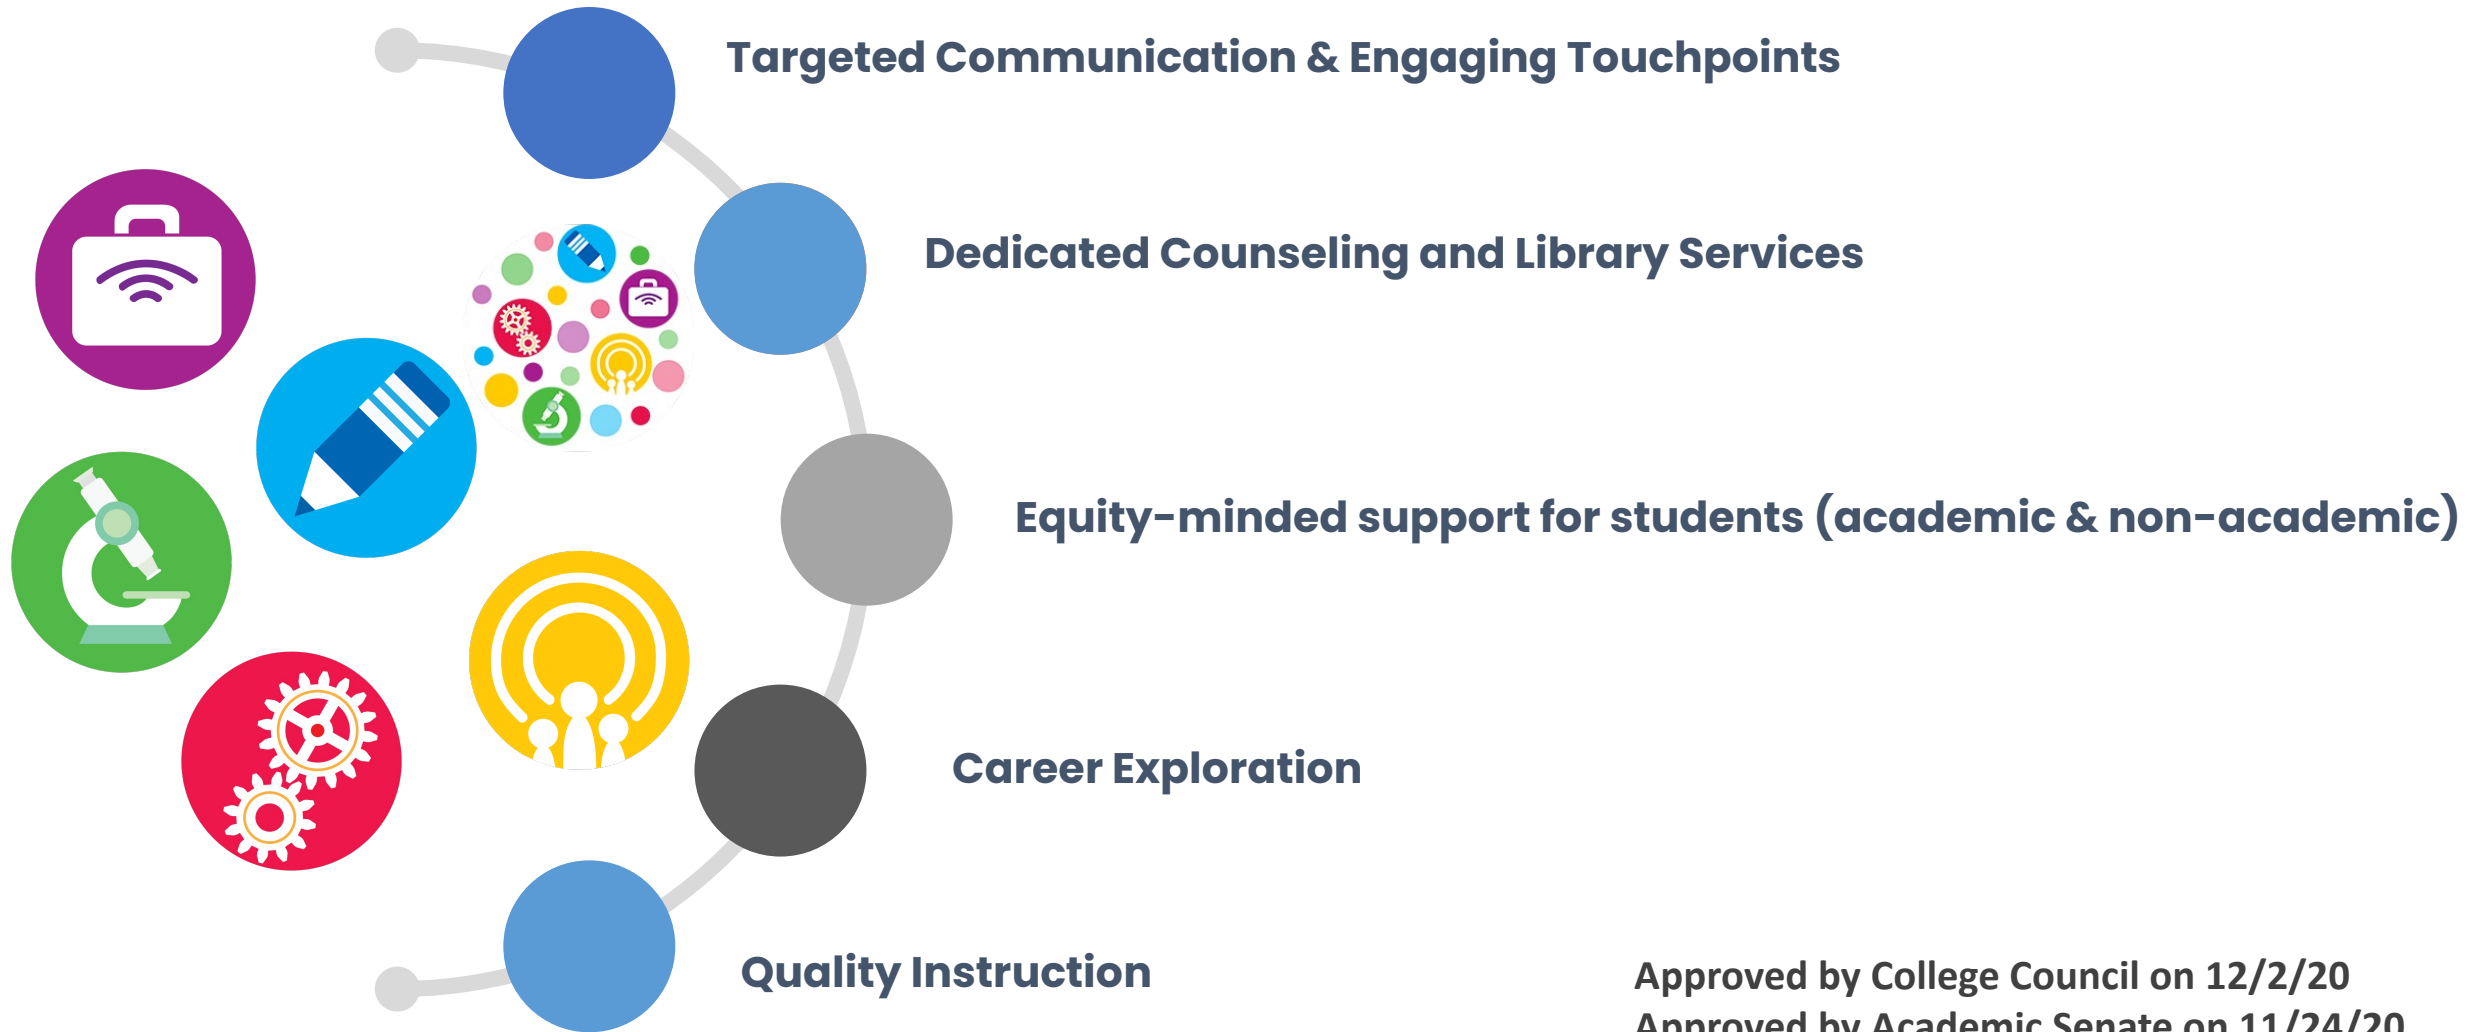 Targeted Communication & Engaging Touchpoints
Dedicated Counseling and Library Services
Equity-minded support for students (academic & non-academic)
Career Exploration
Quality Instruction
Approved by College Council on 12/2/20
Approved by Academic Senate on 11/24/20